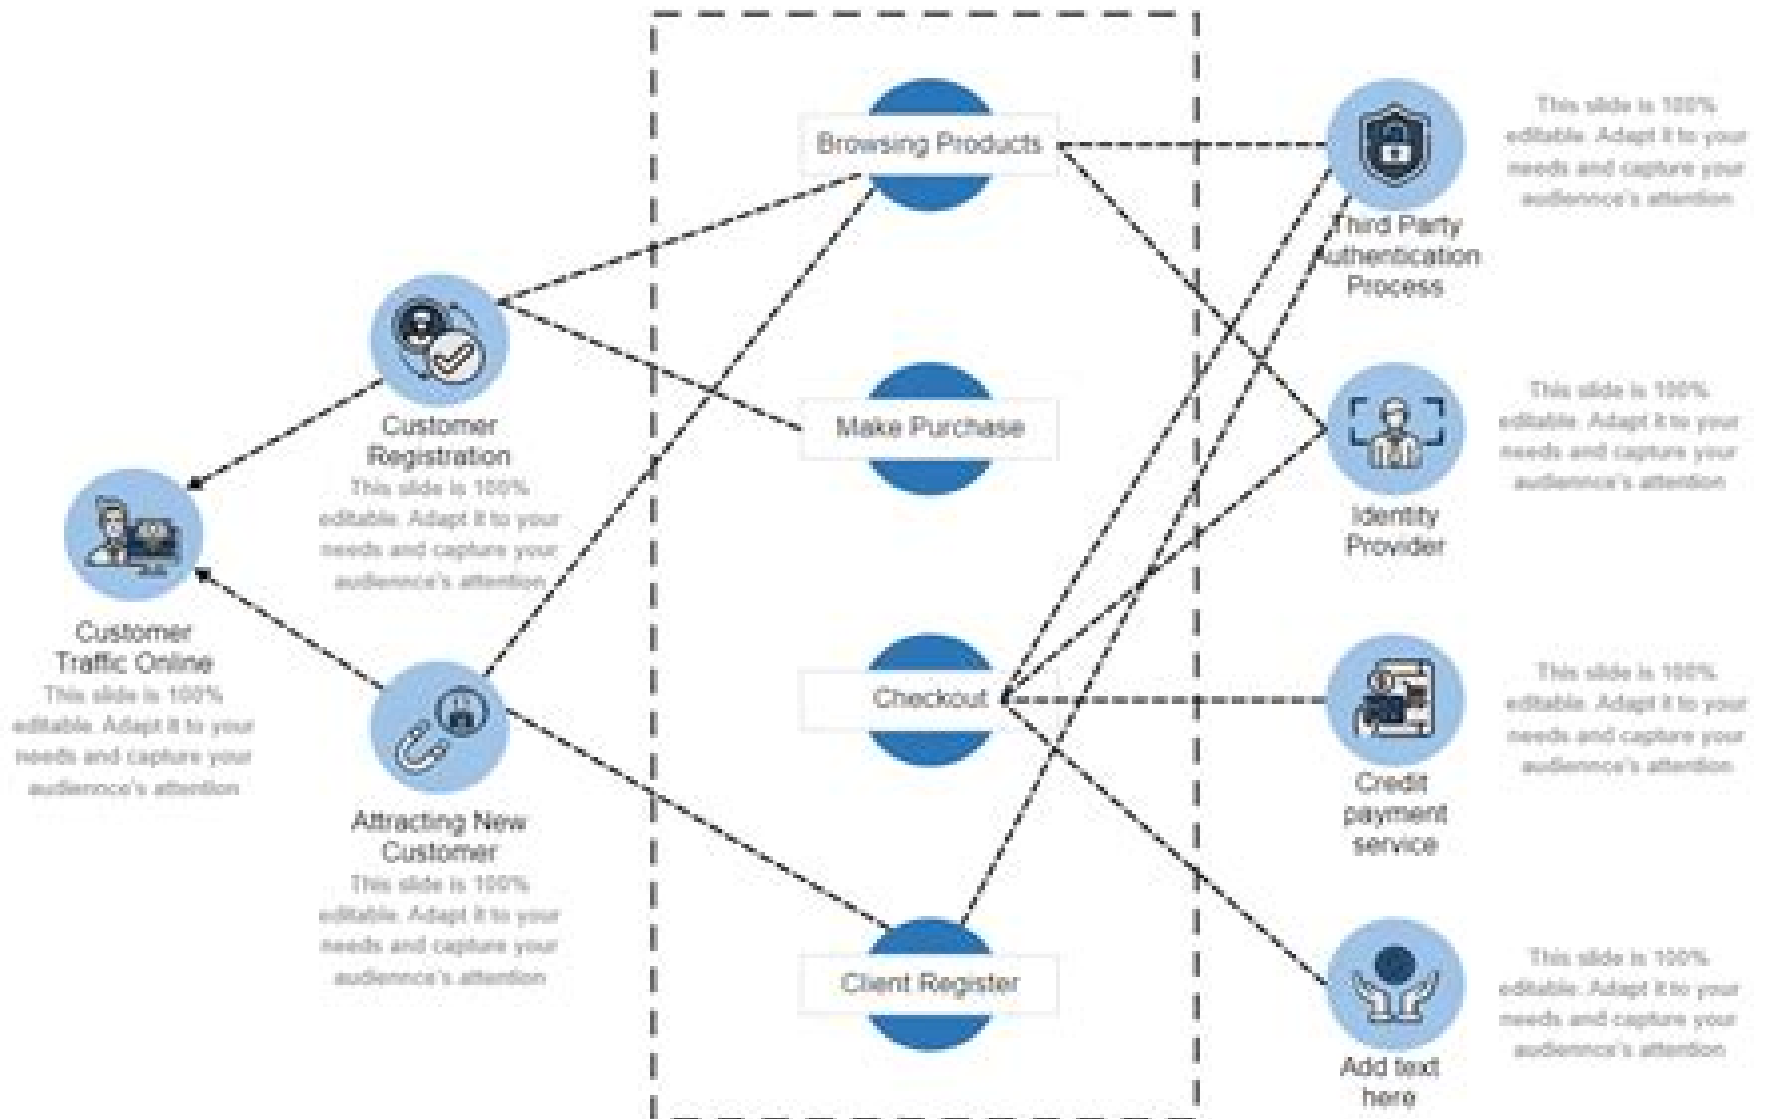 Customer
Traffic Online
This slide is 100%
editable. Adapt it to your
needs and capture your
audiennce's attention
Customer
Registration
This slide is 100%
editable. Adapt it to your
needs and capture your
audiennce's attention
Attracting New
Customer
This slide is 100%
editable. Adapt it to your
needs and capture your
audiennce's attention
Browsing Products
Make Purchase
Checkout
Client Register
Third Party
Authentication
Process
This slide is 100%
editable. Adapt it to your
needs and capture your
audiennce's attention
Identity
Provider
This slide is 100%
editable. Adapt it to your
needs and capture your
audiennce's attention
Credit
payment
service
This slide is 100%
editable. Adapt it to your
needs and capture your
audiennce's attention
Add text
here
This slide is 100%
editable. Adapt it to your
needs and capture your
audiennce's attention